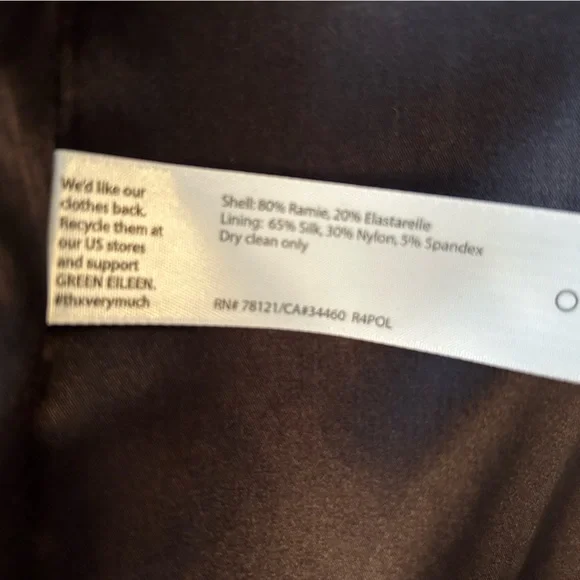 We'd like our
clothes back.
Recycle them at
our US stores
and support
GREEN EILEEN.
#thxverymuch
Shell: 80% Ramie, 20% Elastarelle
Lining: 65% Silk, 30% Nylon, 5% Spandex
Dry clean only
RN# 78121/CA#34460 R4POL